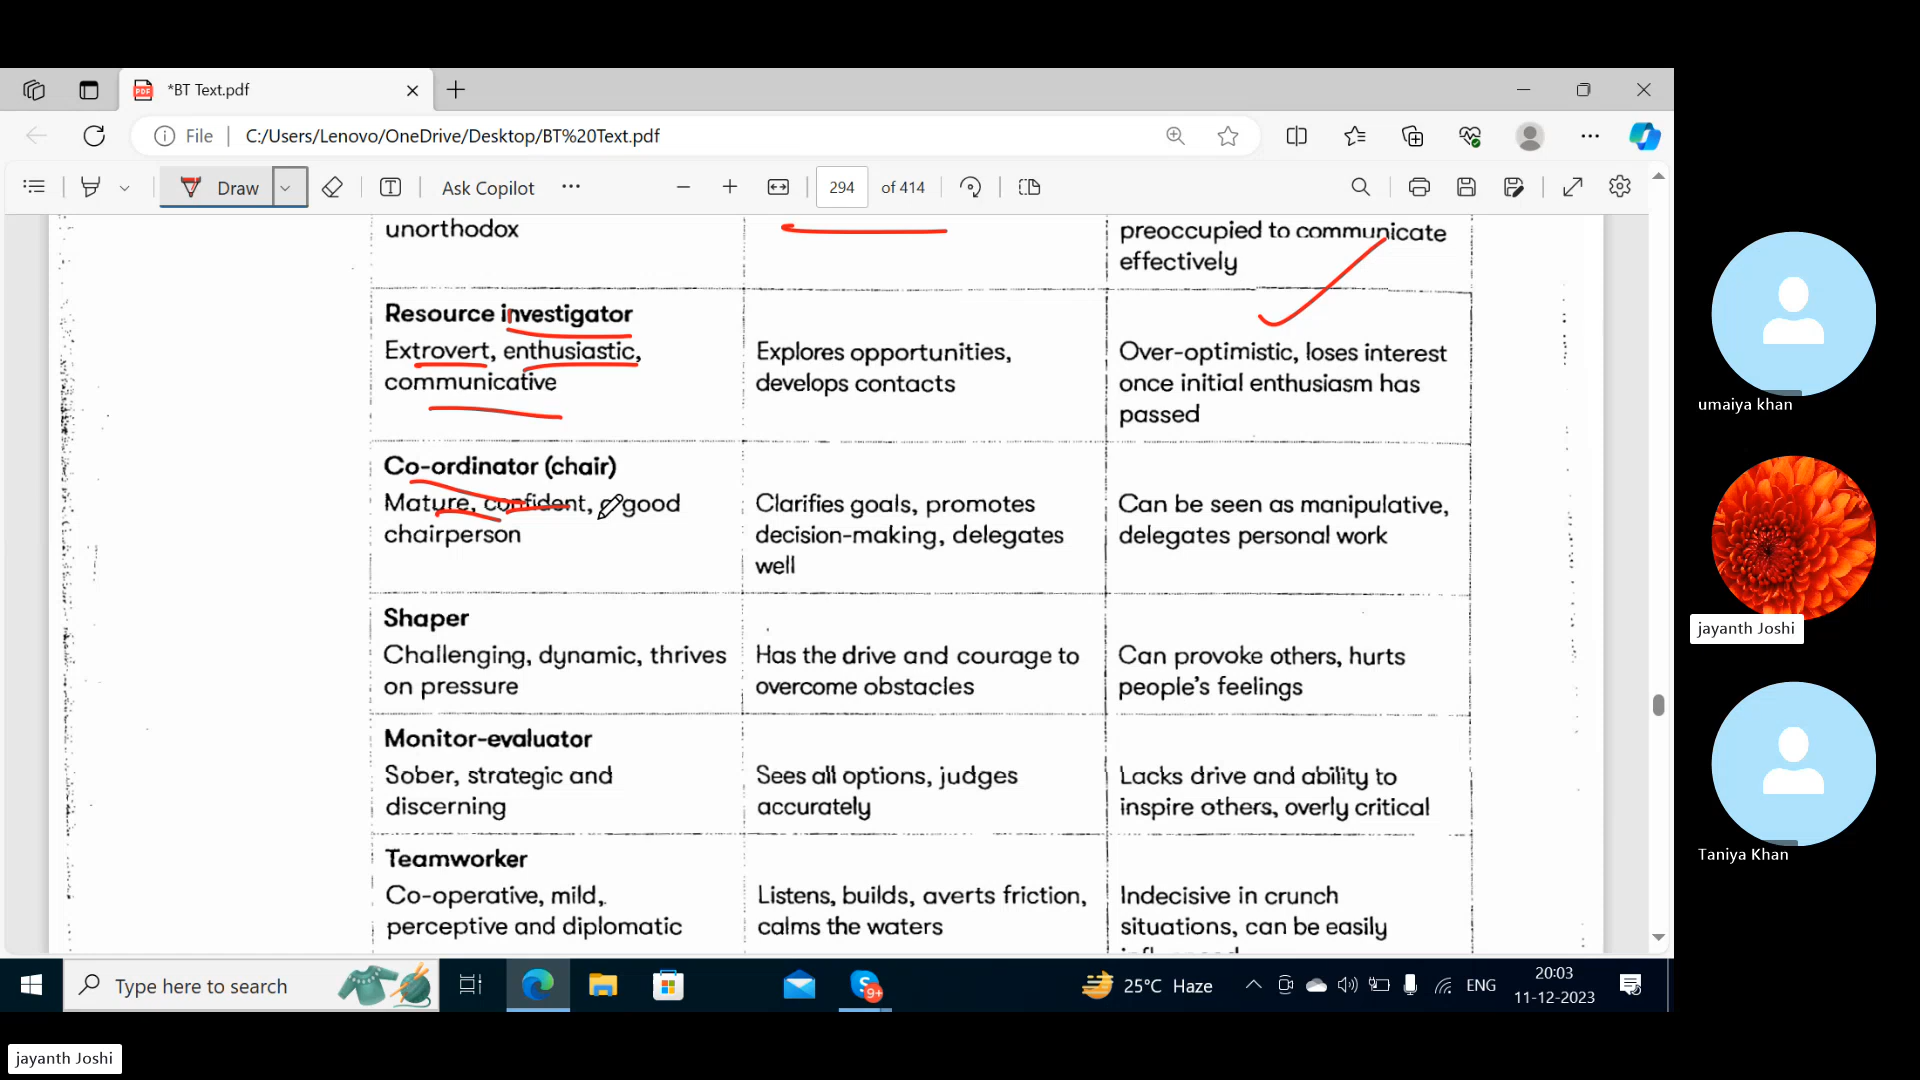 *BT Text.pdf
File
C:/Users/Lenovo/OneDrive/Desktop/BT%20Text.pdf
Draw
Ask Copilot
294 of 414
unorthodox
preoccupied to communicate
effectively
Resource investigator
Extrovert, enthusiastic,
communicative
Explores opportunities,
develops contacts
Over-optimistic, loses interest
once initial enthusiasm has
passed
Co-ordinator (chair)
Mature, confident, a good
chairperson
Clarifies goals, promotes
decision-making, delegates
well
Can be seen as manipulative,
delegates personal work
Shaper
Challenging, dynamic, thrives
on pressure
Has the drive and courage to
overcome obstacles
Can provoke others, hurts
people's feelings
Monitor-evaluator
Sober, strategic and
discerning
Sees all options, judges
accurately
Lacks drive and ability to
inspire others, overly critical
Teamworker
Co-operative, mild,
perceptive and diplomatic
Listens, builds, averts friction,
calms the waters
Indecisive in crunch
situations, can be easily
umaiya khan
jayanth Joshi
Taniya Khan
Type here to search
9+
25°C Haze
ENG
20:03
11-12-2023
jayanth Joshi